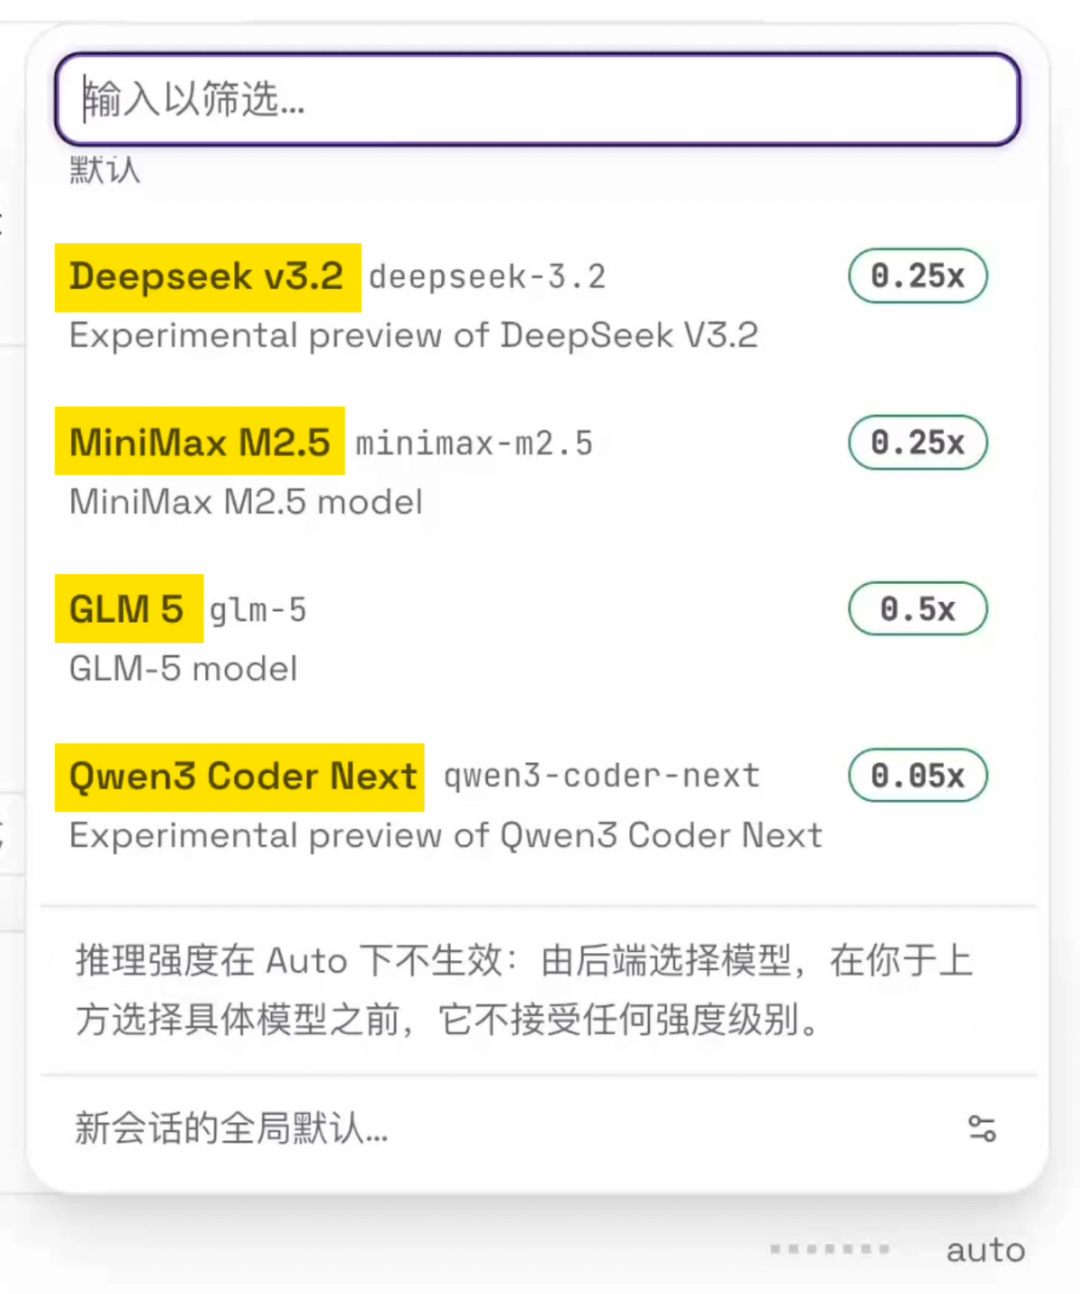 输入以筛选...
默认
Deepseek v3.2 deepseek-3.2 0.25x
Experimental preview of DeepSeek V3.2
MiniMax M2.5 minimax-m2.5 0.25x
MiniMax M2.5 model
GLM 5 glm-5 0.5x
GLM-5 model
Qwen3 Coder Next qwen3-coder-next 0.05x
Experimental preview of Qwen3 Coder Next
推理强度在 Auto 下不生效：由后端选择模型，在你于上
方选择具体模型之前，它不接受任何强度级别。
新会话的全局默认...
auto